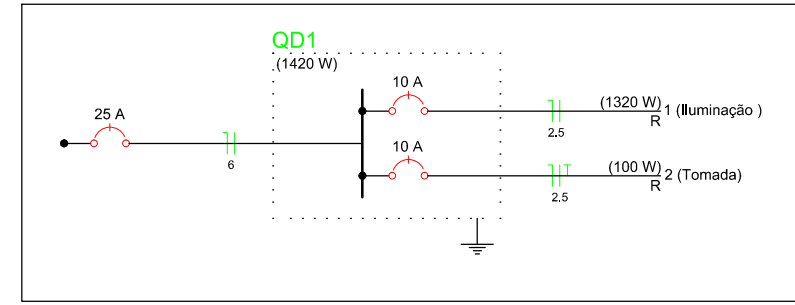 QD1
(1420 W)
10 A
25 A
(1320 W) 1 (Iluminação )
R
2.5
6
10 A
(100 W) 2 (Tomada)
R
2.5